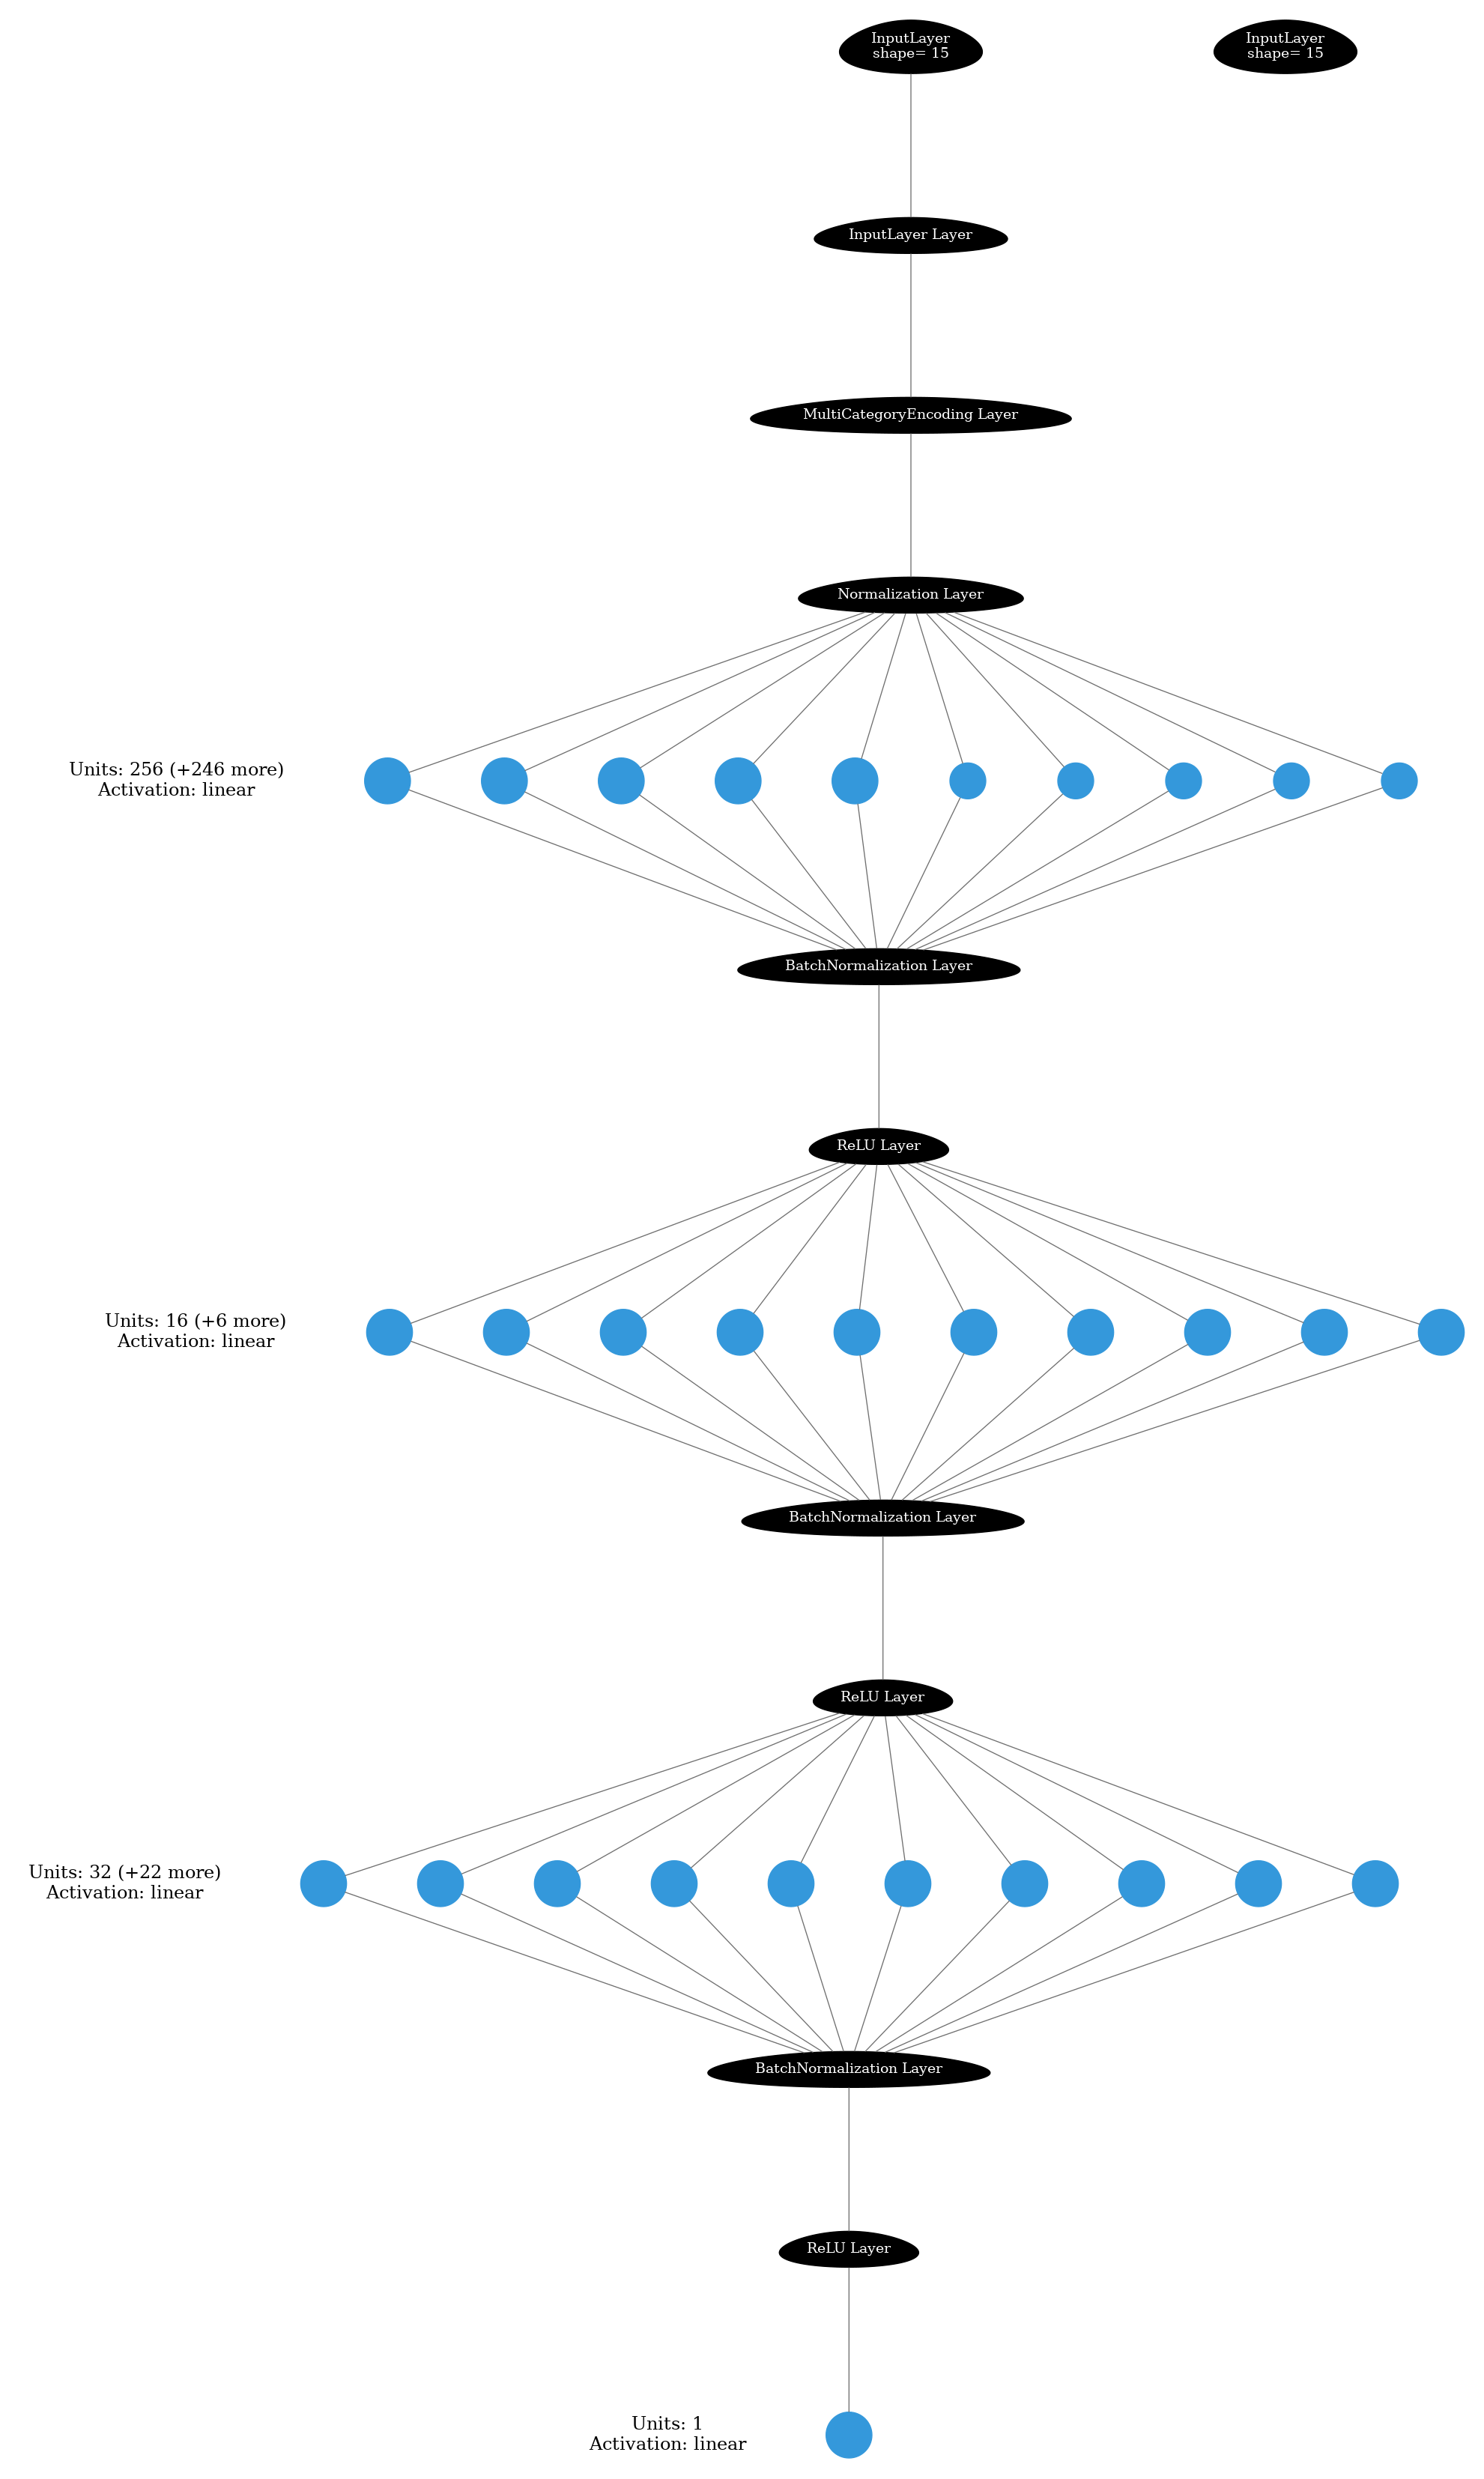 InputLayer
shape= 15
InputLayer
shape= 15
InputLayer Layer
MultiCategoryEncoding Layer
Normalization Layer
Units: 256 (+246 more)
Activation: linear
BatchNormalization Layer
ReLU Layer
Units: 16 (+6 more)
Activation: linear
BatchNormalization Layer
ReLU Layer
Units: 32 (+22 more)
Activation: linear
BatchNormalization Layer
ReLU Layer
Units: 1
Activation: linear